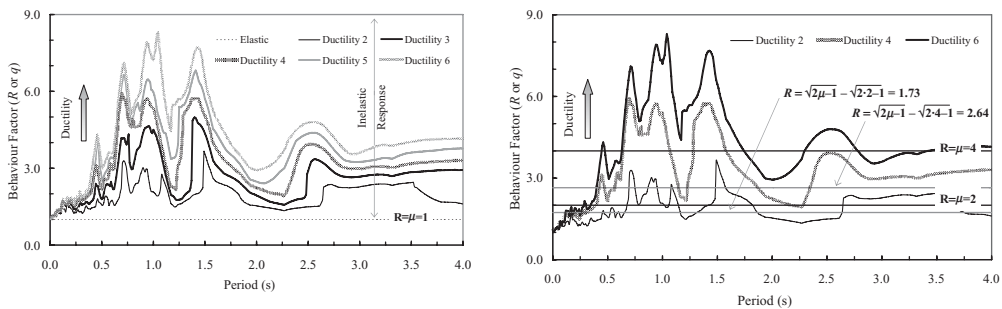 9.0
6.0
3.0
0.0
Behaviour Factor (R or q)
Elastic
Ductility 2
Ductility 3
Ductility 4
Ductility 5
Ductility 6
Ductility
Inelastic
Response
R=μ=1
0.0 0.5 1.0 1.5 2.0 2.5 3.0 3.5 4.0
Period (s)
9.0
6.0
3.0
0.0
Behaviour Factor (R or q)
Ductility 2
Ductility 4
Ductility 6
Ductility
R = √2μ–1 – √2·2–1 = 1.73
R = √2μ–1 – √2·4–1 = 2.64
R=μ=4
R=μ=2
0.0 0.5 1.0 1.5 2.0 2.5 3.0 3.5 4.0
Period (s)